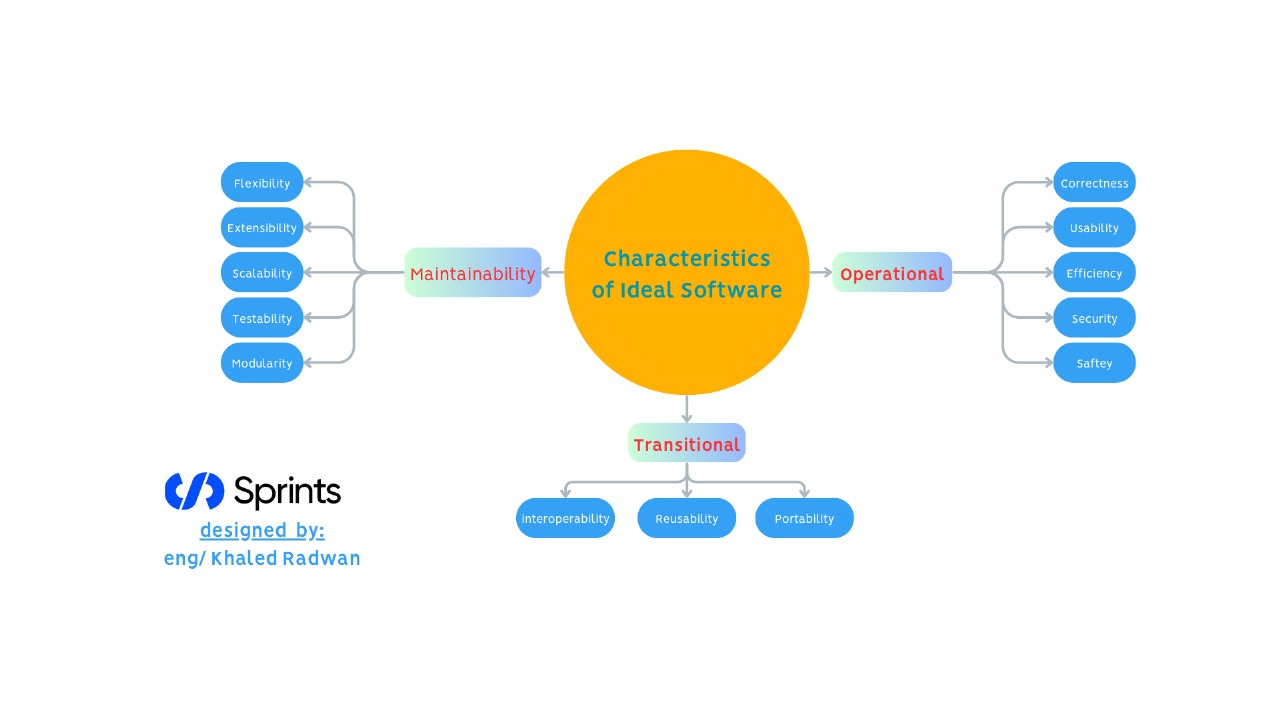 Characteristics
of Ideal Software
Maintainability
Flexibility
Extensibility
Scalability
Testability
Modularity
Operational
Correctness
Usability
Efficiency
Security
Saftey
Transitional
Interoperability
Reusability
Portability
Sprints
designed by:
eng/ Khaled Radwan